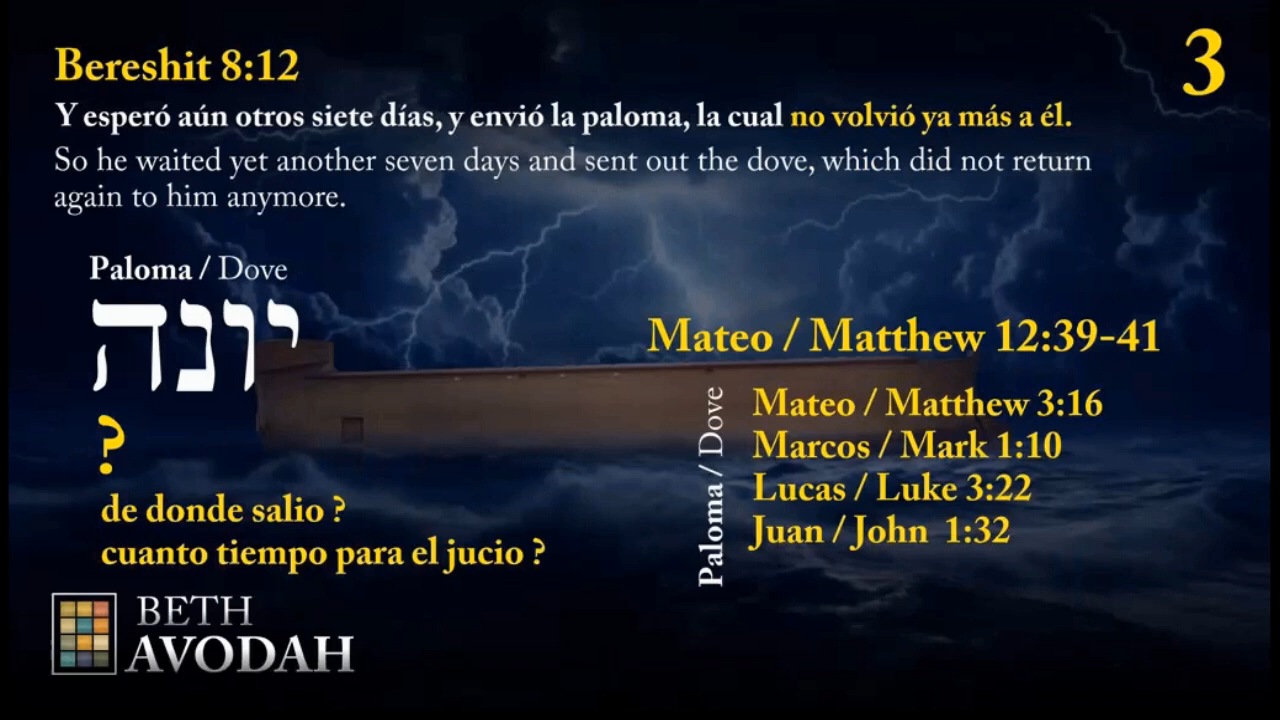 3
Bereshit 8:12
Y esperó aún otros siete días, y envió la paloma, la cual no volvió ya más a él.
So he waited yet another seven days and sent out the dove, which did not return
again to him anymore.
Paloma / Dove
יונה
?
de donde salio ?
cuanto tiempo para el jucio ?
Mateo / Matthew 12:39-41
Paloma / Dove
Mateo / Matthew 3:16
Marcos / Mark 1:10
Lucas / Luke 3:22
Juan / John 1:32
BETH
AVODAH